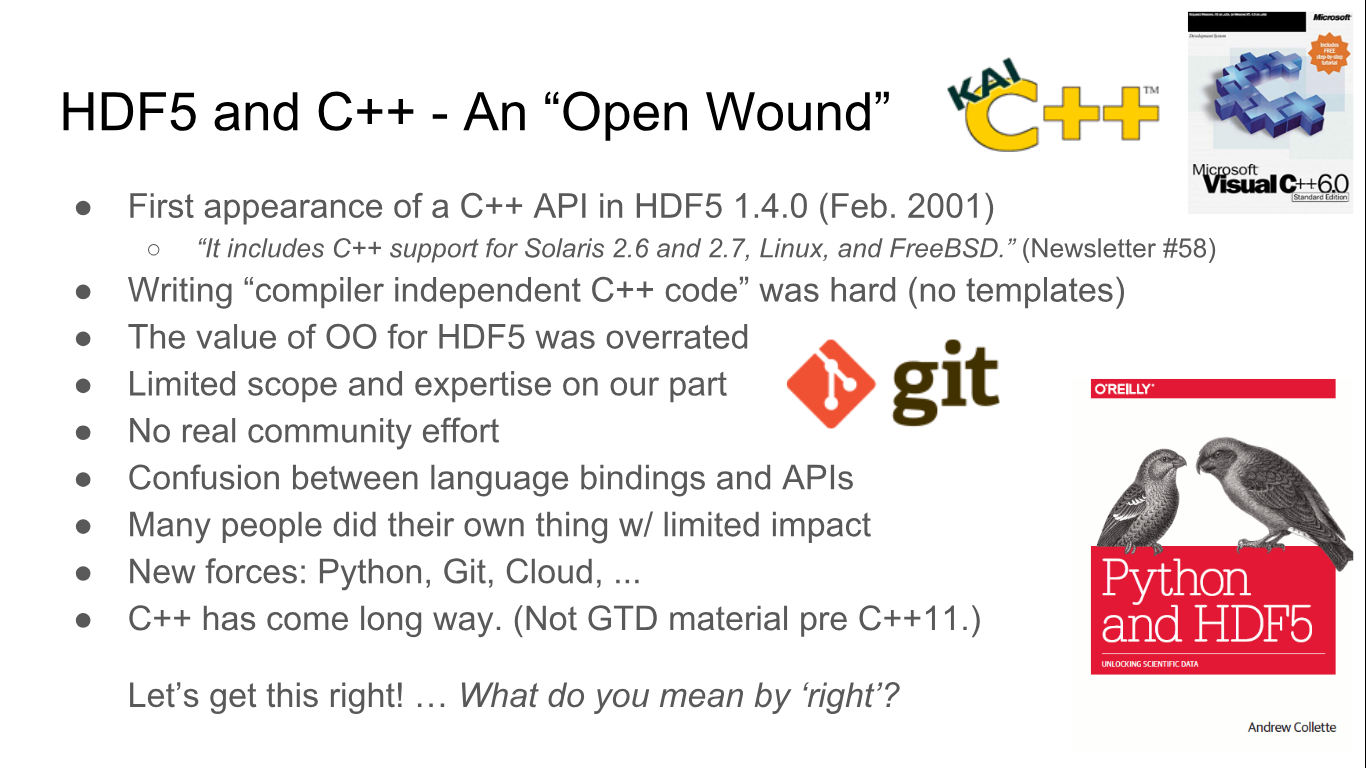 HDF5 and C++ - An “Open Wound”
KAI
C++™
Microsoft
Development System
Includes
FREE
step-by-step
tutorial
Microsoft
Visual C++ 6.0
Standard Edition
● First appearance of a C++ API in HDF5 1.4.0 (Feb. 2001)
○ “It includes C++ support for Solaris 2.6 and 2.7, Linux, and FreeBSD.” (Newsletter #58)
● Writing “compiler independent C++ code” was hard (no templates)
● The value of OO for HDF5 was overrated
● Limited scope and expertise on our part
● No real community effort
● Confusion between language bindings and APIs
● Many people did their own thing w/ limited impact
● New forces: Python, Git, Cloud, ...
● C++ has come long way. (Not GTD material pre C++11.)
Let’s get this right! … What do you mean by ‘right’?
git
O'REILLY®
Python
and HDF5
UNLOCKING SCIENTIFIC DATA
Andrew Collette